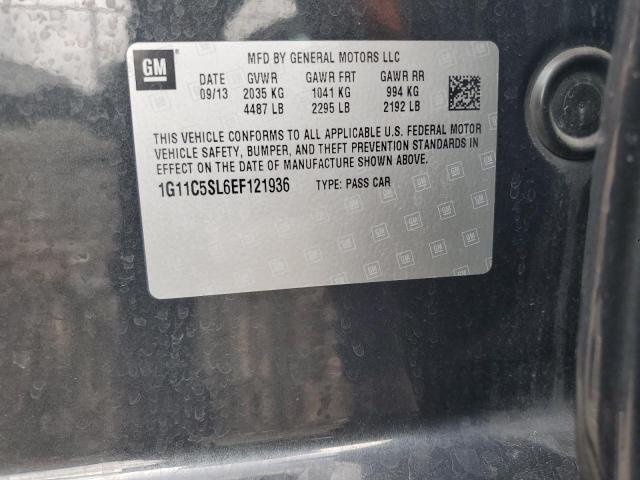 GM
MFD BY GENERAL MOTORS LLC
DATE GVWR GAWR FRT GAWR RR
09/13 2035 KG 1041 KG 994 KG
4487 LB 2295 LB 2192 LB
THIS VEHICLE CONFORMS TO ALL APPLICABLE U.S. FEDERAL MOTOR
VEHICLE SAFETY, BUMPER, AND THEFT PREVENTION STANDARDS
IN EFFECT ON THE DATE OF MANUFACTURE SHOWN ABOVE.
1G11C5SL6EF121936 TYPE: PASS CAR